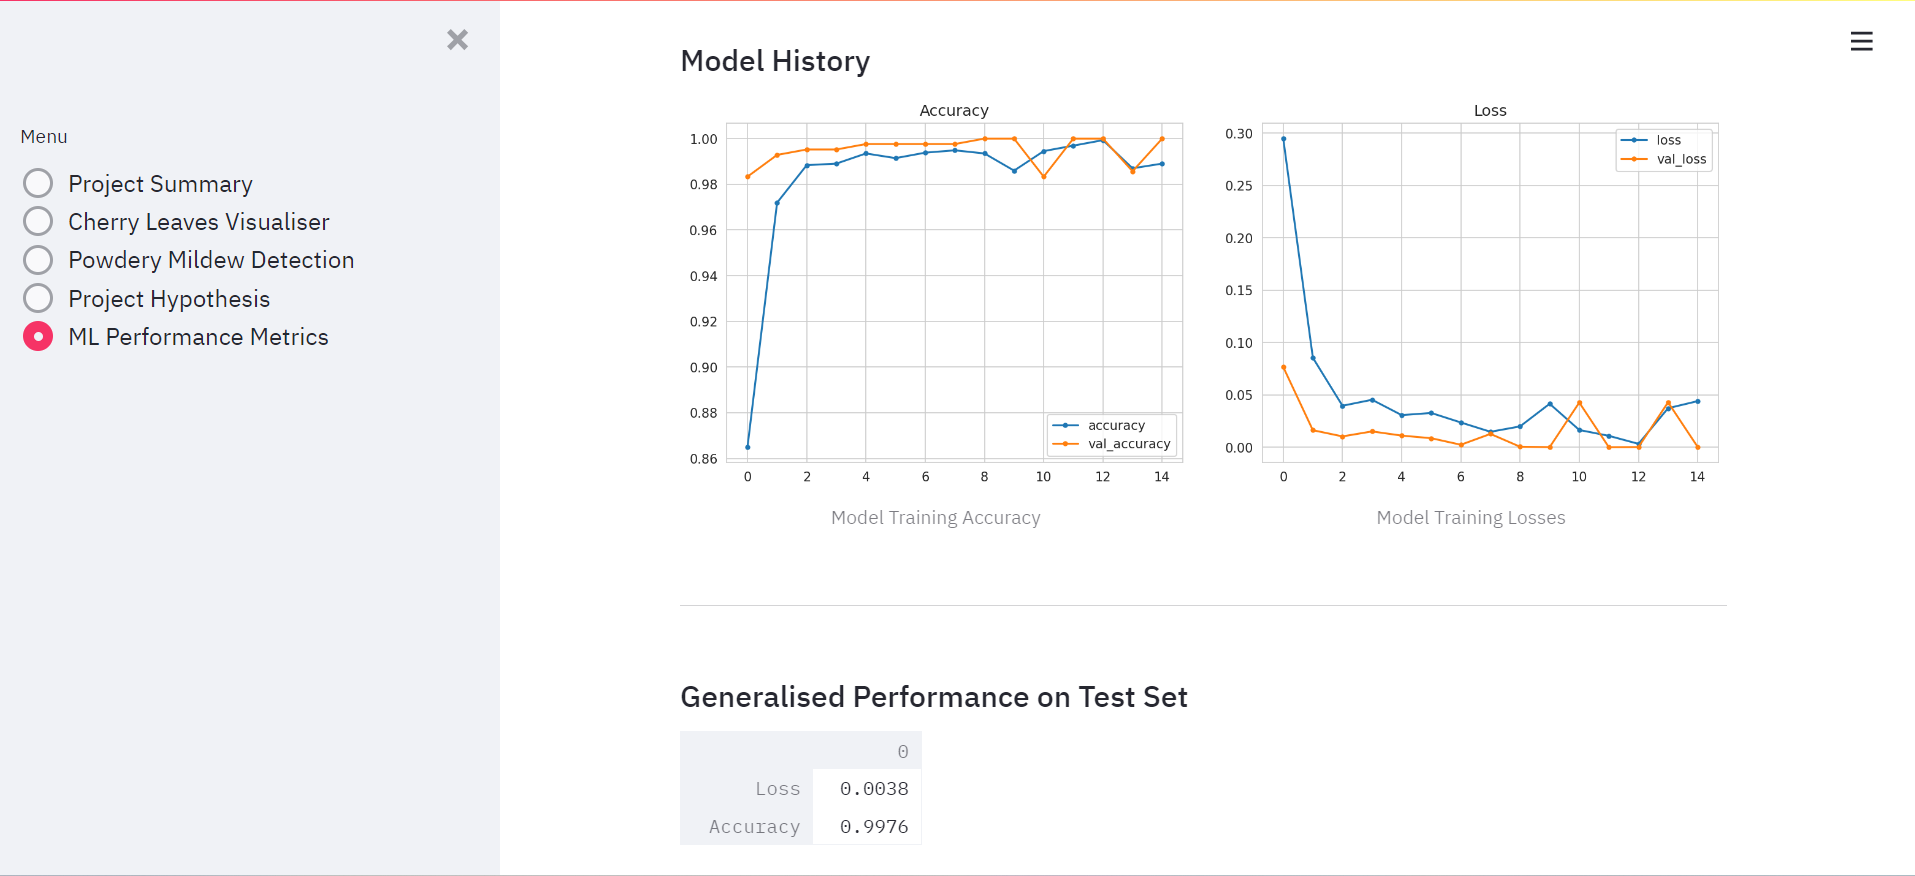 Menu
Project Summary
Cherry Leaves Visualiser
Powdery Mildew Detection
Project Hypothesis
ML Performance Metrics
Model History
Accuracy
1.00
0.98
0.96
0.94
0.92
0.90
0.88
0.86
0 2 4 6 8 10 12 14
accuracy
val_accuracy
Model Training Accuracy
Loss
0.30
0.25
0.20
0.15
0.10
0.05
0.00
0 2 4 6 8 10 12 14
loss
val_loss
Model Training Losses
Generalised Performance on Test Set
0
Loss 0.0038
Accuracy 0.9976